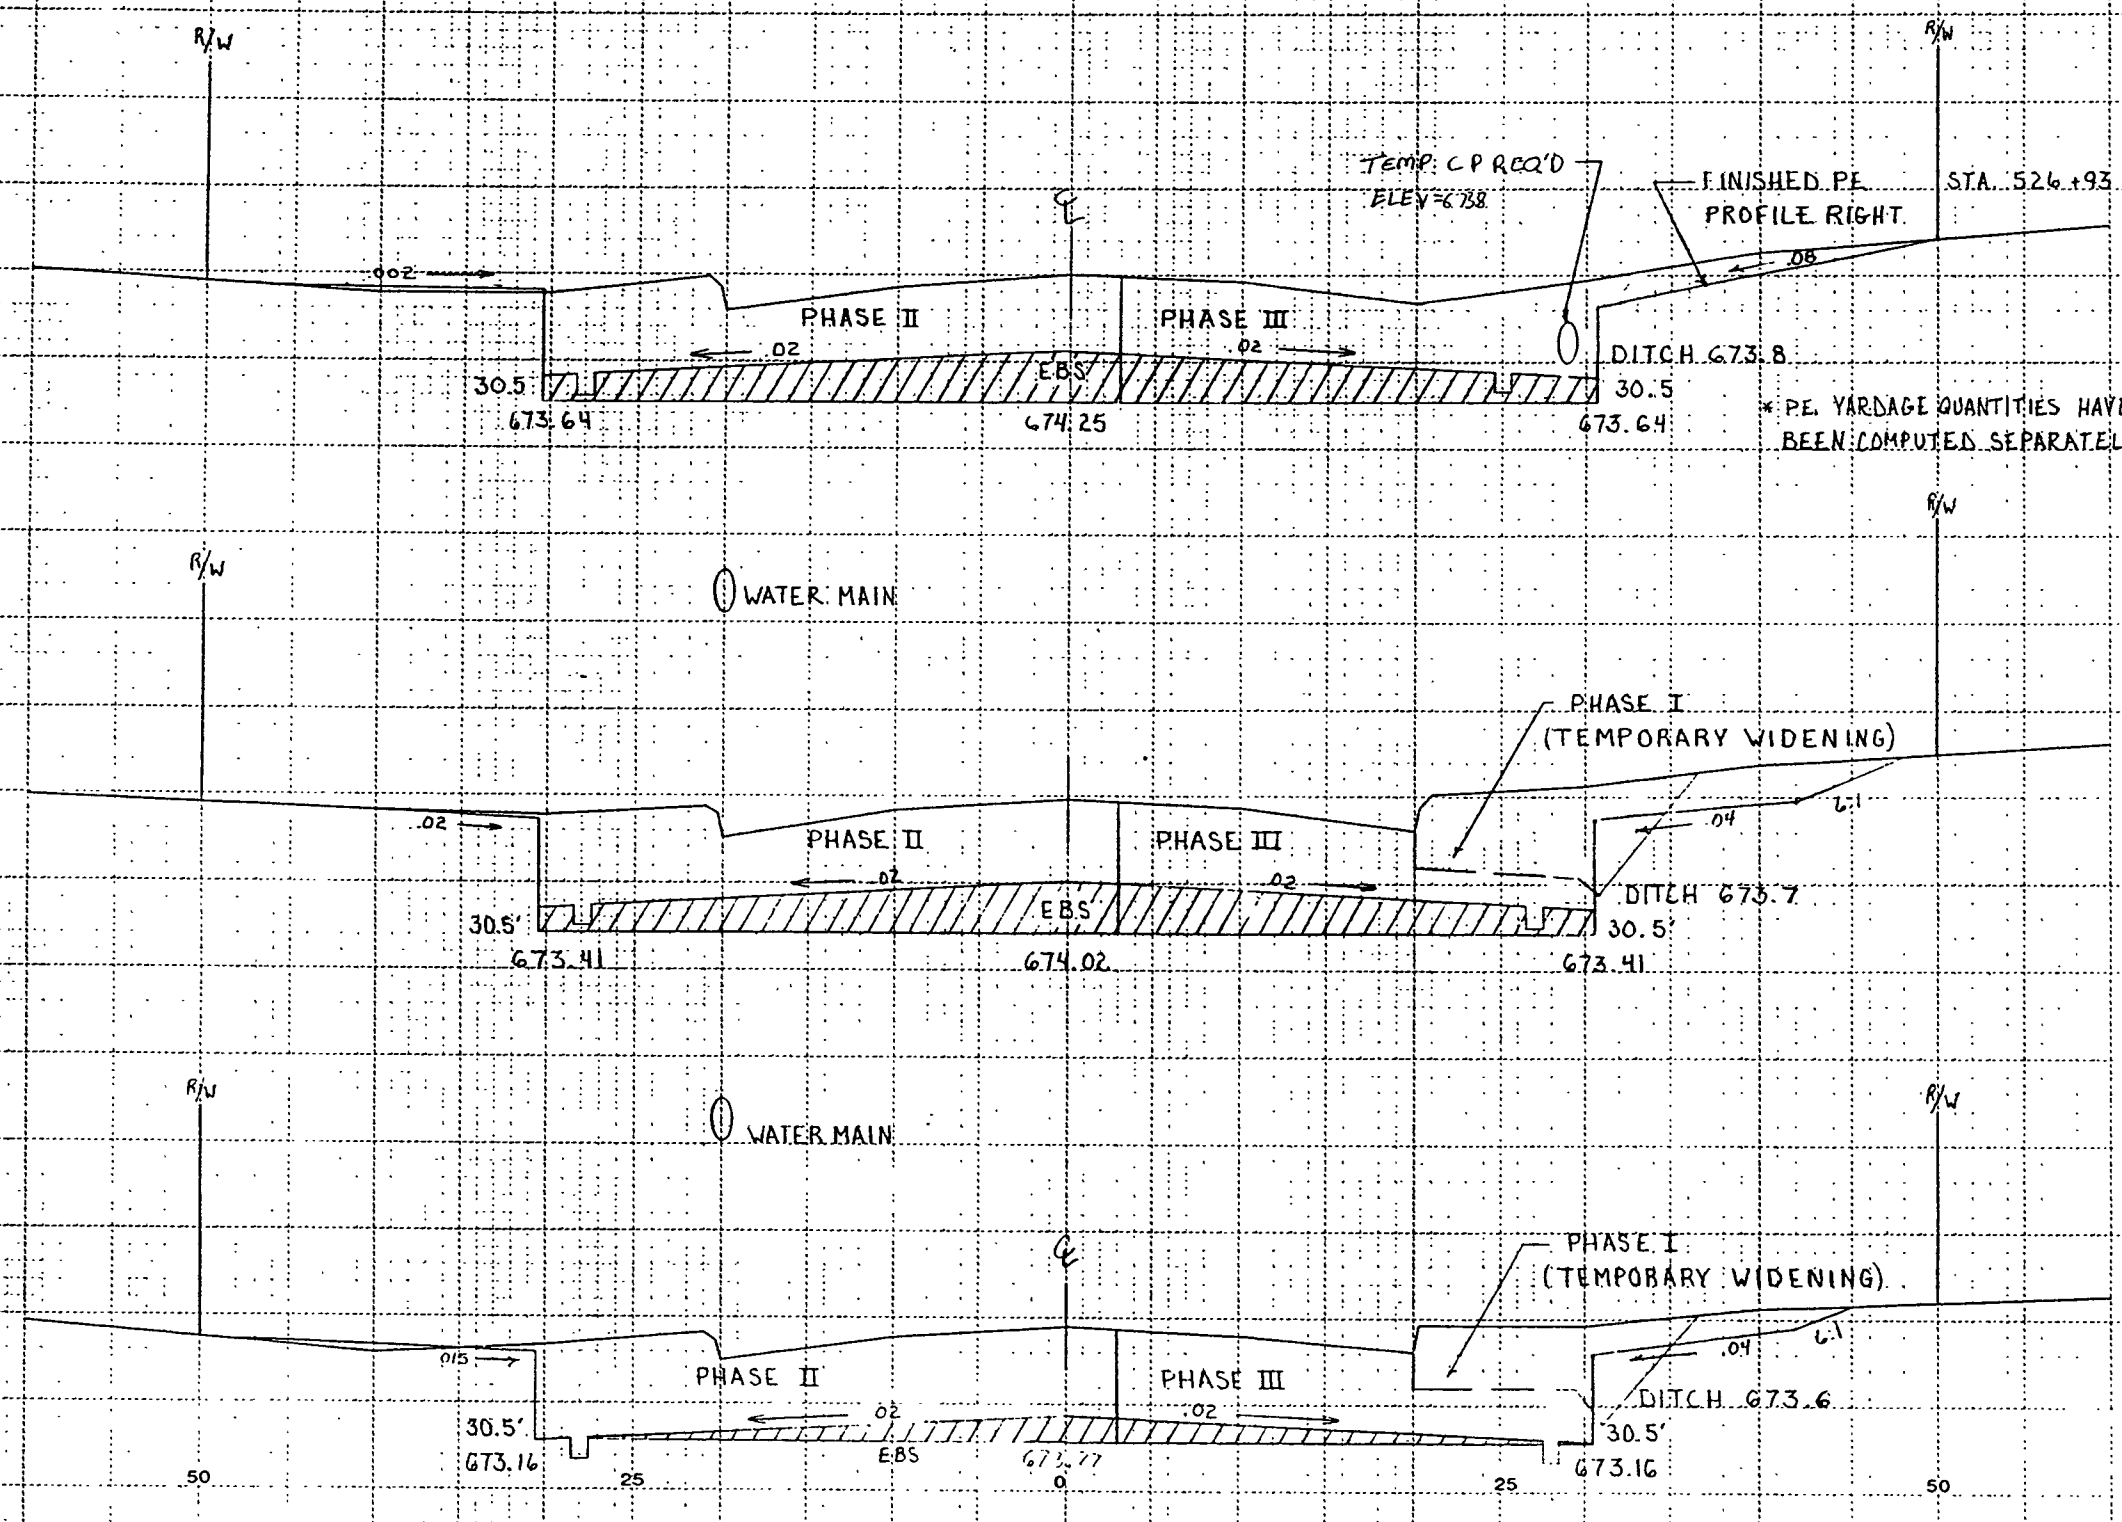 R/W
R/W
TEMP. C P REQ'D
ELEV=673.8
FINISHED PE
PROFILE RIGHT.
STA. 526+93
℄
.002
.08
PHASE II
PHASE III
.02
.02
EBS
DITCH 673.8
30.5
30.5
673.64
674.25
673.64
* PE. YARDAGE QUANTITIES HAVE
BEEN COMPUTED SEPARATEL
R/W
R/W
WATER MAIN
PHASE I
(TEMPORARY WIDENING)
.02
6:1
.04
PHASE II
PHASE III
.02
.02
EBS
DITCH 673.7
30.5'
30.5'
673.41
674.02
673.41
R/W
R/W
WATER MAIN
℄
PHASE I
(TEMPORARY WIDENING)
.015
.04
6:1
PHASE II
PHASE III
.02
.02
DITCH 673.6
30.5'
30.5'
EBS
673.77
673.16
673.16
50
25
0
25
50